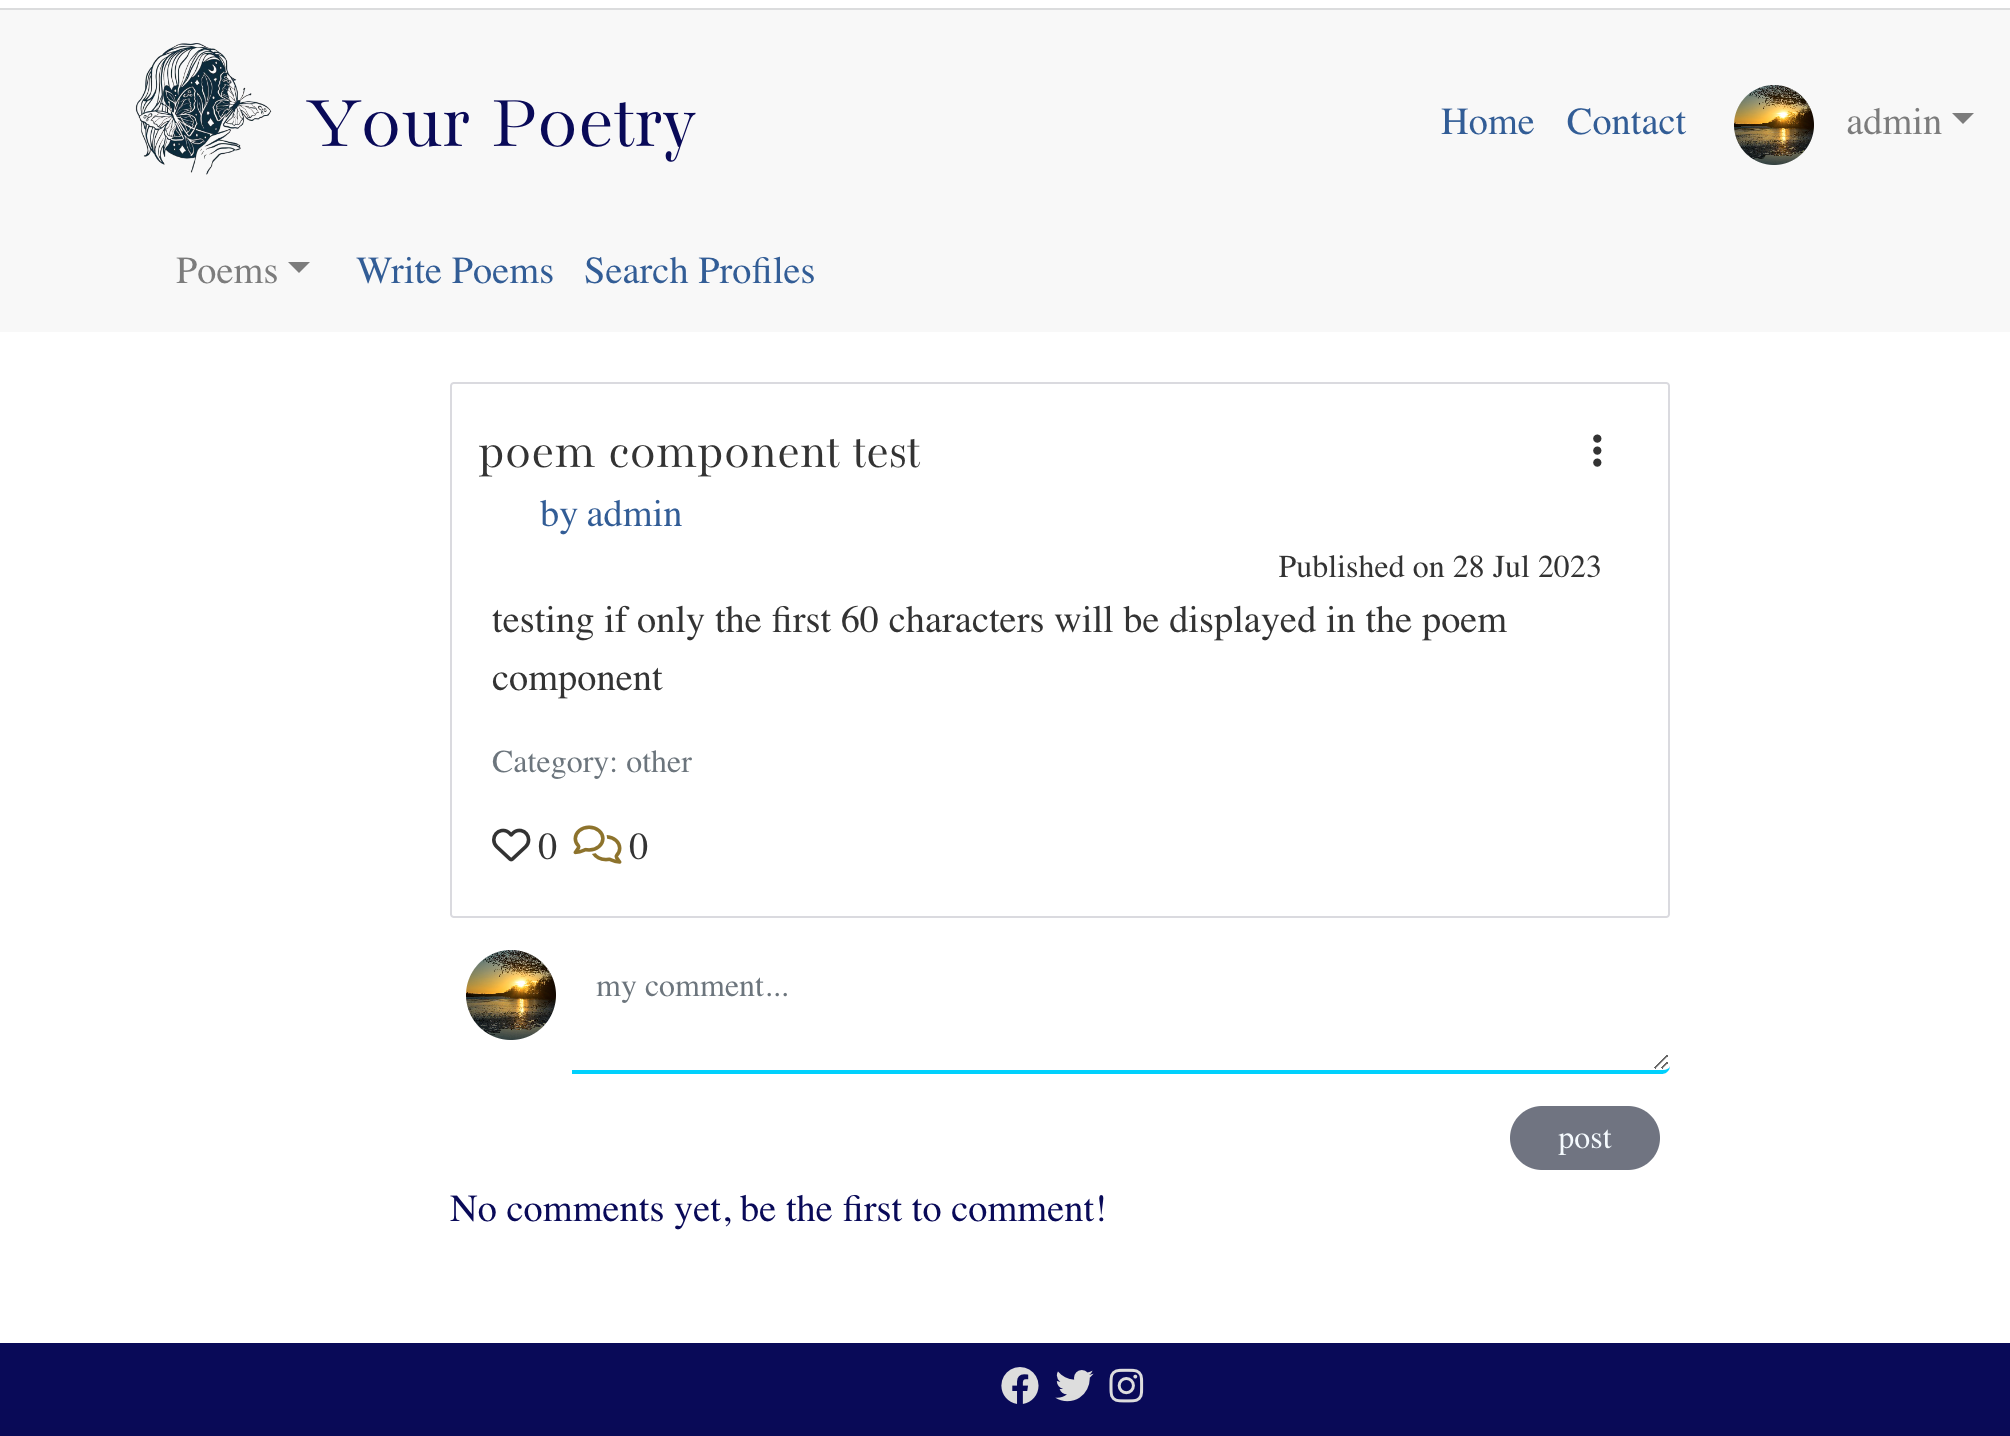 Your Poetry
Home Contact admin
Poems Write Poems Search Profiles
poem component test
by admin
Published on 28 Jul 2023
testing if only the first 60 characters will be displayed in the poem
component
Category: other
0 0
my comment...
post
No comments yet, be the first to comment!